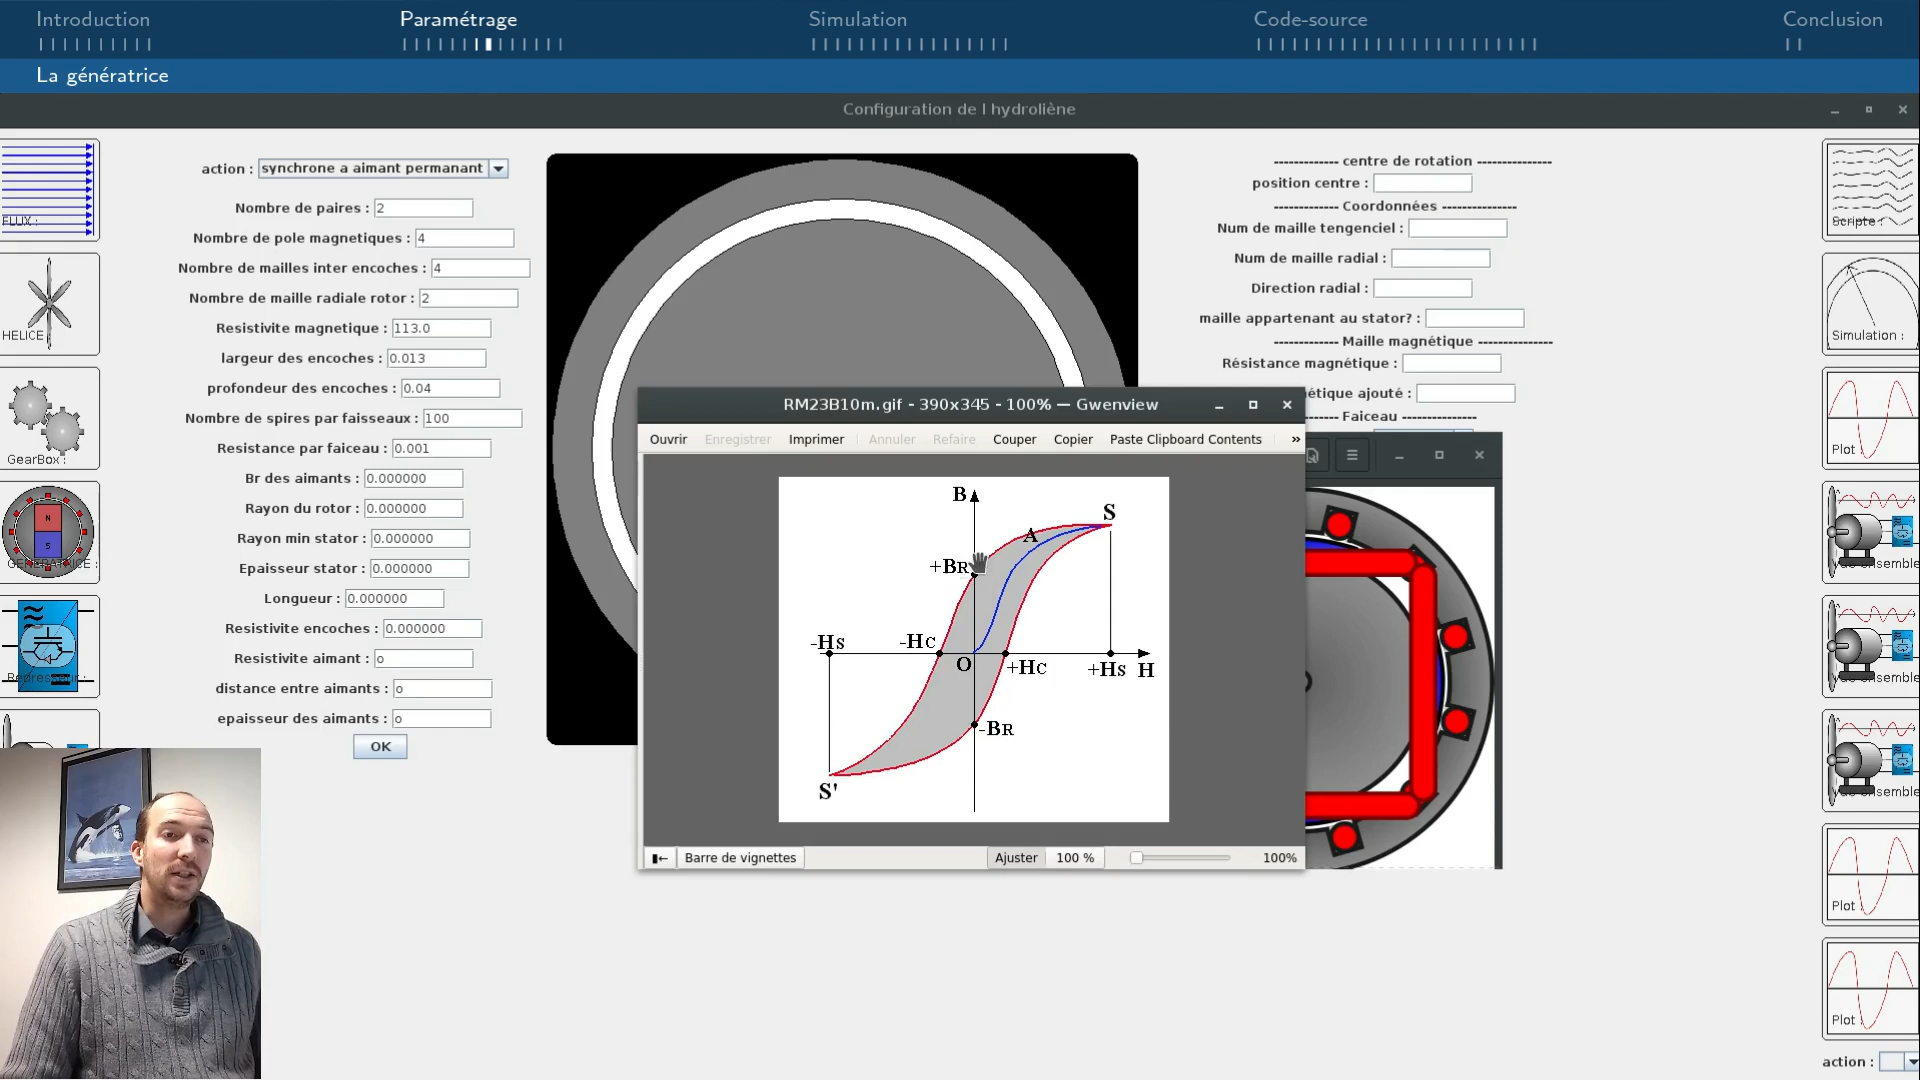 Introduction
Paramétrage
Simulation
Code-source
Conclusion
La génératrice
Configuration de l hydroliène
FLUX :
HELICE
GearBox :
GENERATRICE :
Redresseur :
action : synchrone a aimant permanant
Nombre de paires : 2
Nombre de pole magnetiques : 4
Nombre de mailles inter encoches : 4
Nombre de maille radiale rotor : 2
Resistivite magnetique : 113.0
largeur des encoches : 0.013
profondeur des encoches : 0.04
Nombre de spires par faisseaux : 100
Resistance par faiceau : 0.001
Br des aimants : 0.000000
Rayon du rotor : 0.000000
Rayon min stator : 0.000000
Epaisseur stator : 0.000000
Longueur : 0.000000
Resistivite encoches : 0.000000
Resistivite aimant : o
distance entre aimants : o
epaisseur des aimants : o
OK
N
S
------------- centre de rotation ---------------
position centre :
------------- Coordonnées ---------------
Num de maille tengenciel :
Num de maille radial :
Direction radial :
maille appartenant au stator? :
------------- Maille magnétique ---------------
Résistance magnétique :
étique ajouté :
Faiceau ---------------
RM23B10m.gif - 390x345 - 100% — Gwenview
Ouvrir Enregistrer Imprimer Annuler Refaire Couper Copier Paste Clipboard Contents »
B
S
A
+BR
-HS
-HC
O
+HC
+HS
H
-BR
S'
Barre de vignettes
Ajuster 100 %
100%
Scripte :
Simulation :
Plot :
ensemble
ensemble
ensemble
Plot :
Plot :
action :